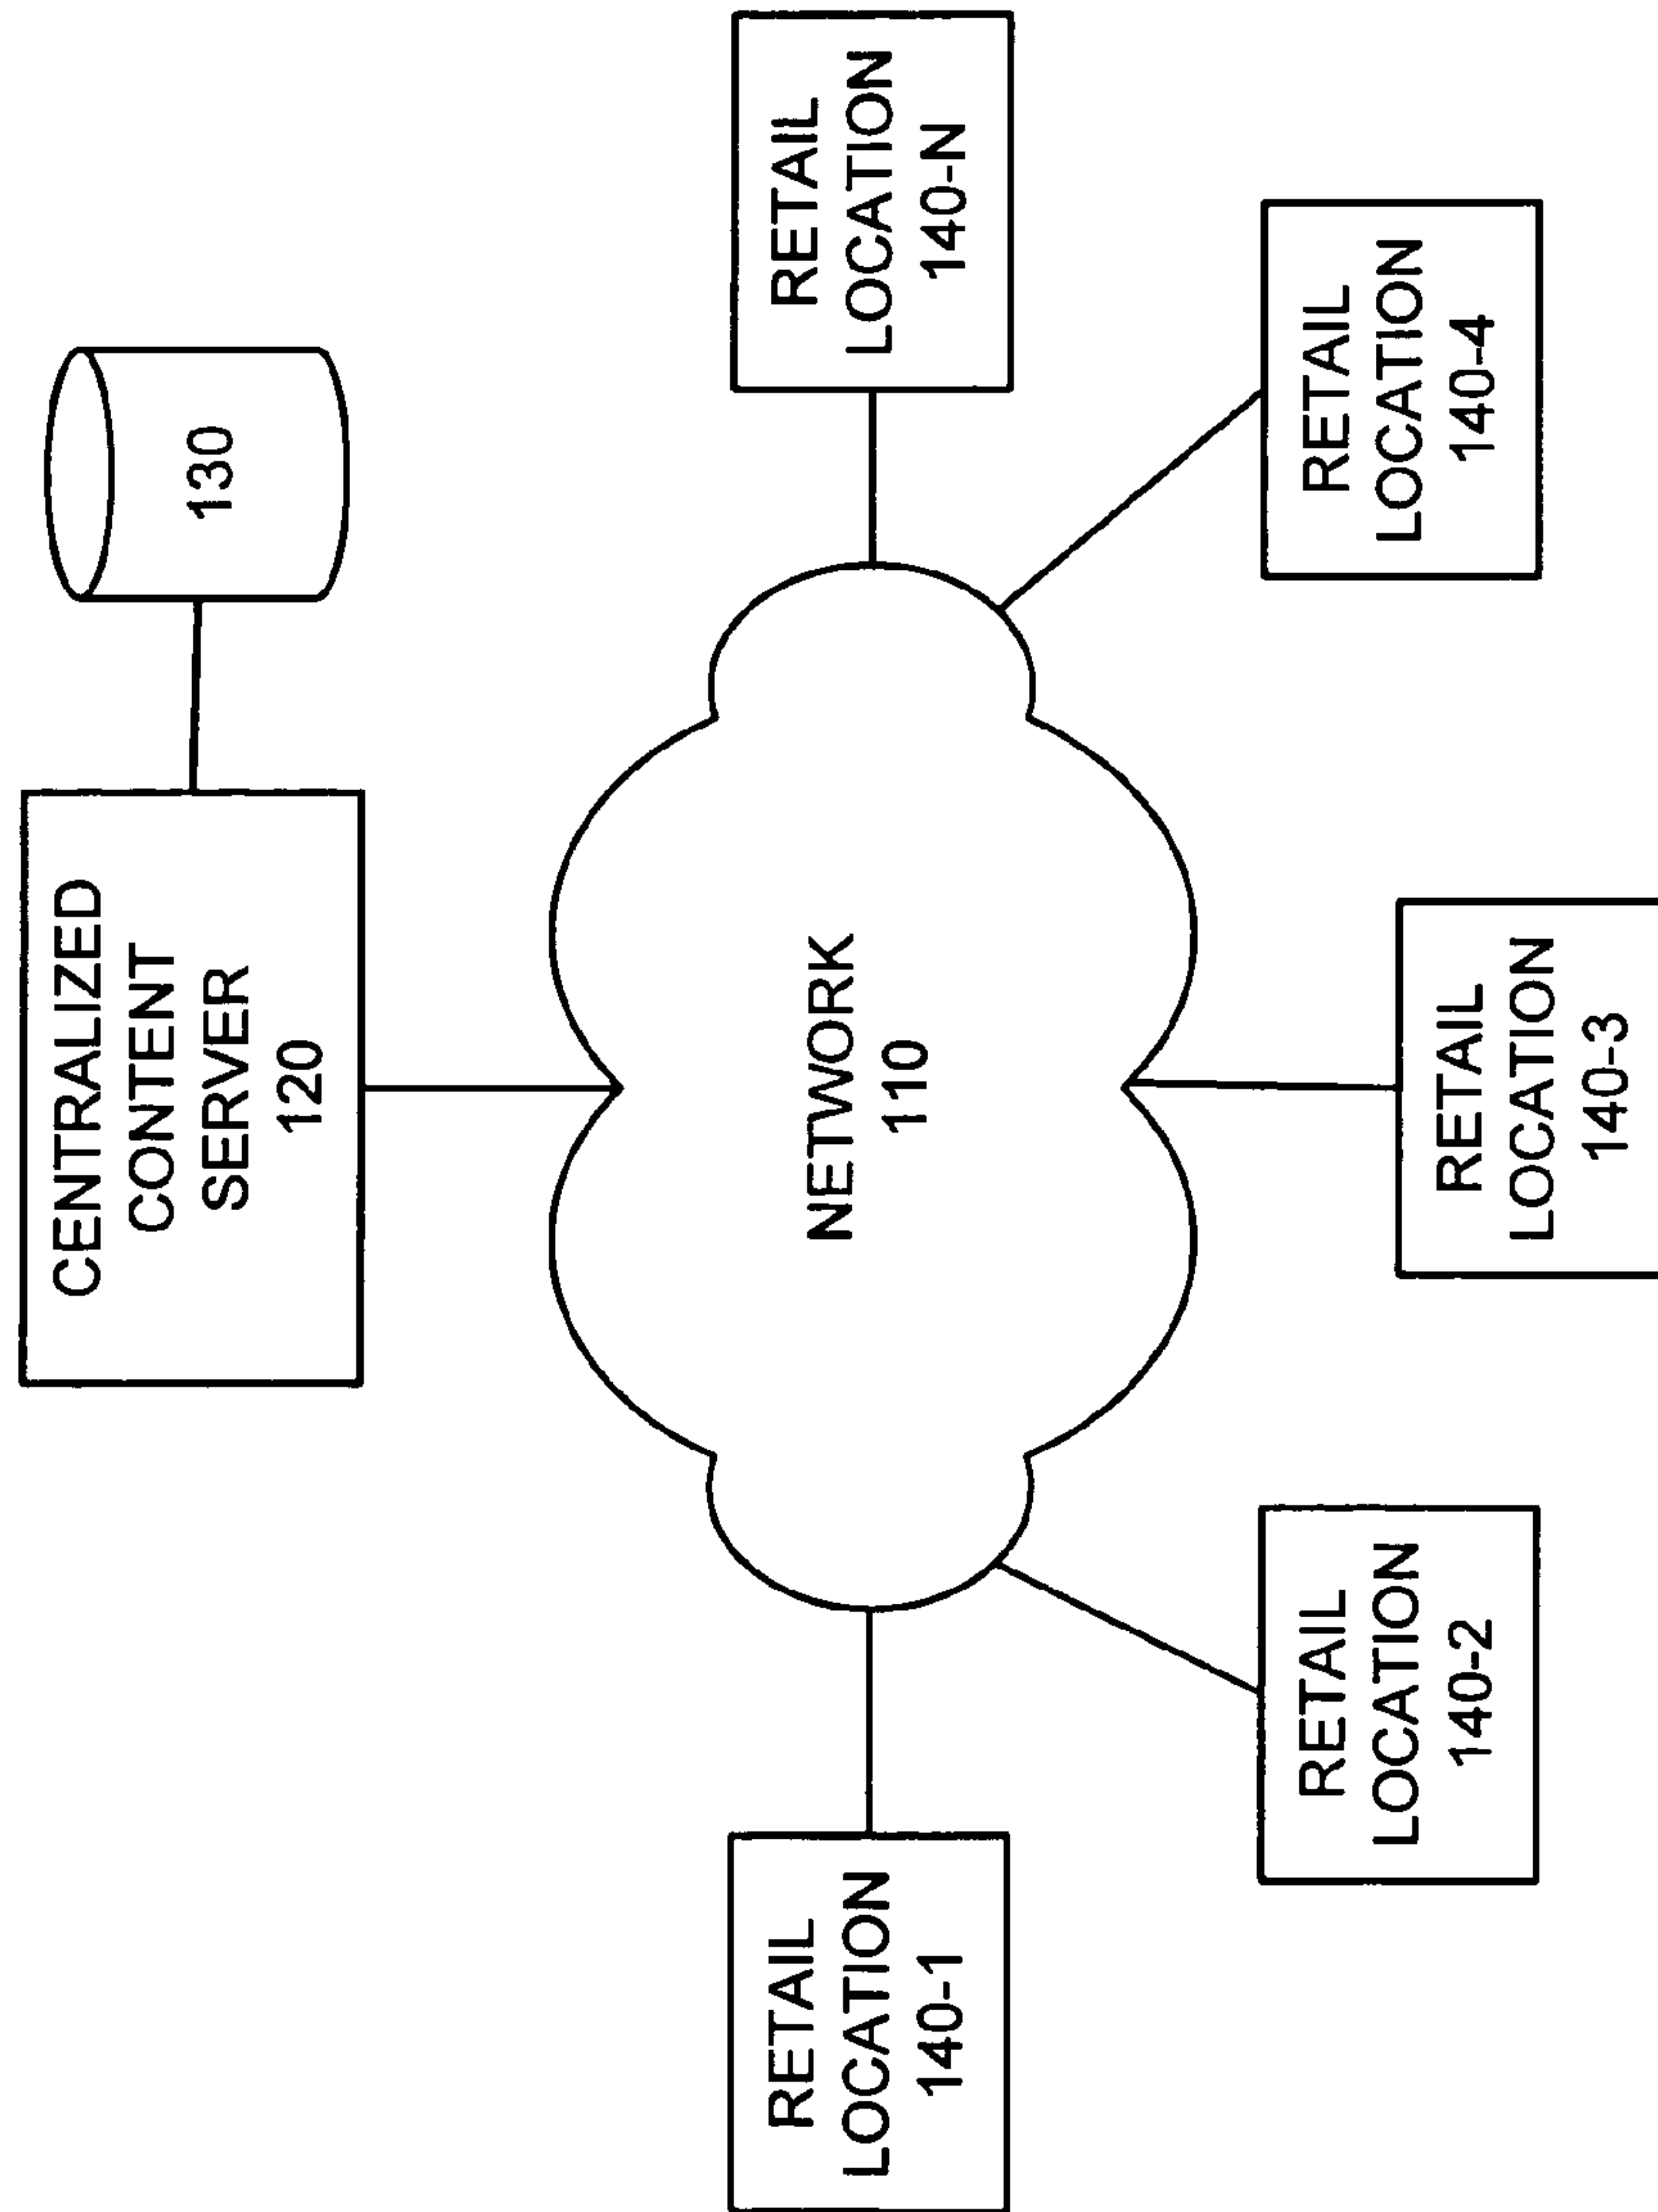 CENTRALIZED
CONTENT
SERVER
120
130
NETWORK
110
RETAIL
LOCATION
140-1
RETAIL
LOCATION
140-2
RETAIL
LOCATION
140-3
RETAIL
LOCATION
140-4
RETAIL
LOCATION
140-N